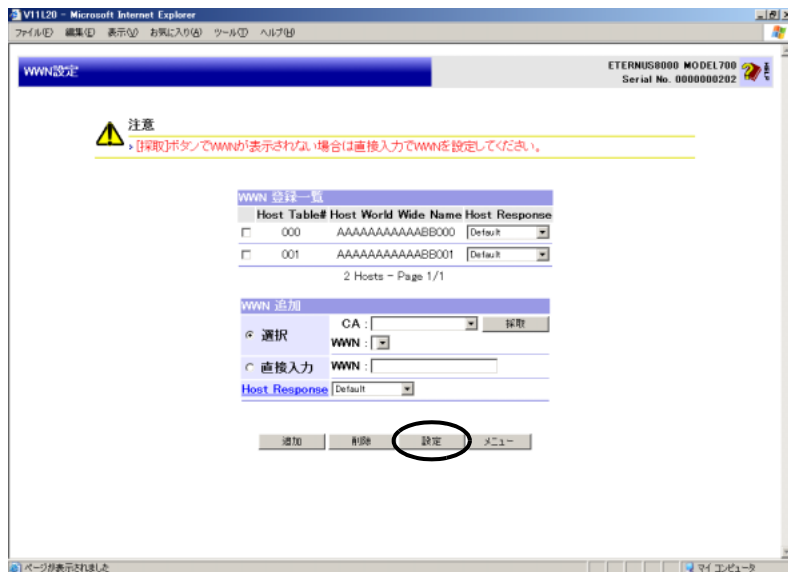 V11L20 - Microsoft Internet Explorer
ファイル(F) 編集(E) 表示(V) お気に入り(A) ツール(T) ヘルプ(H)
WWN設定
ETERNUS8000 MODEL700
Serial No. 0000000202
HELP
注意
[採取]ボタンでWWNが表示されない場合は直接入力でWWNを設定してください。
WWN 登録一覧
Host Table# Host World Wide Name Host Response
000 AAAAAAAAAAABB000 Default
001 AAAAAAAAAAABB001 Default
2 Hosts - Page 1/1
WWN 追加
選択 CA : 採取
WWN :
直接入力 WWN :
Host Response Default
追加 削除 設定 メニュー
ページが表示されました マイ コンピュータ